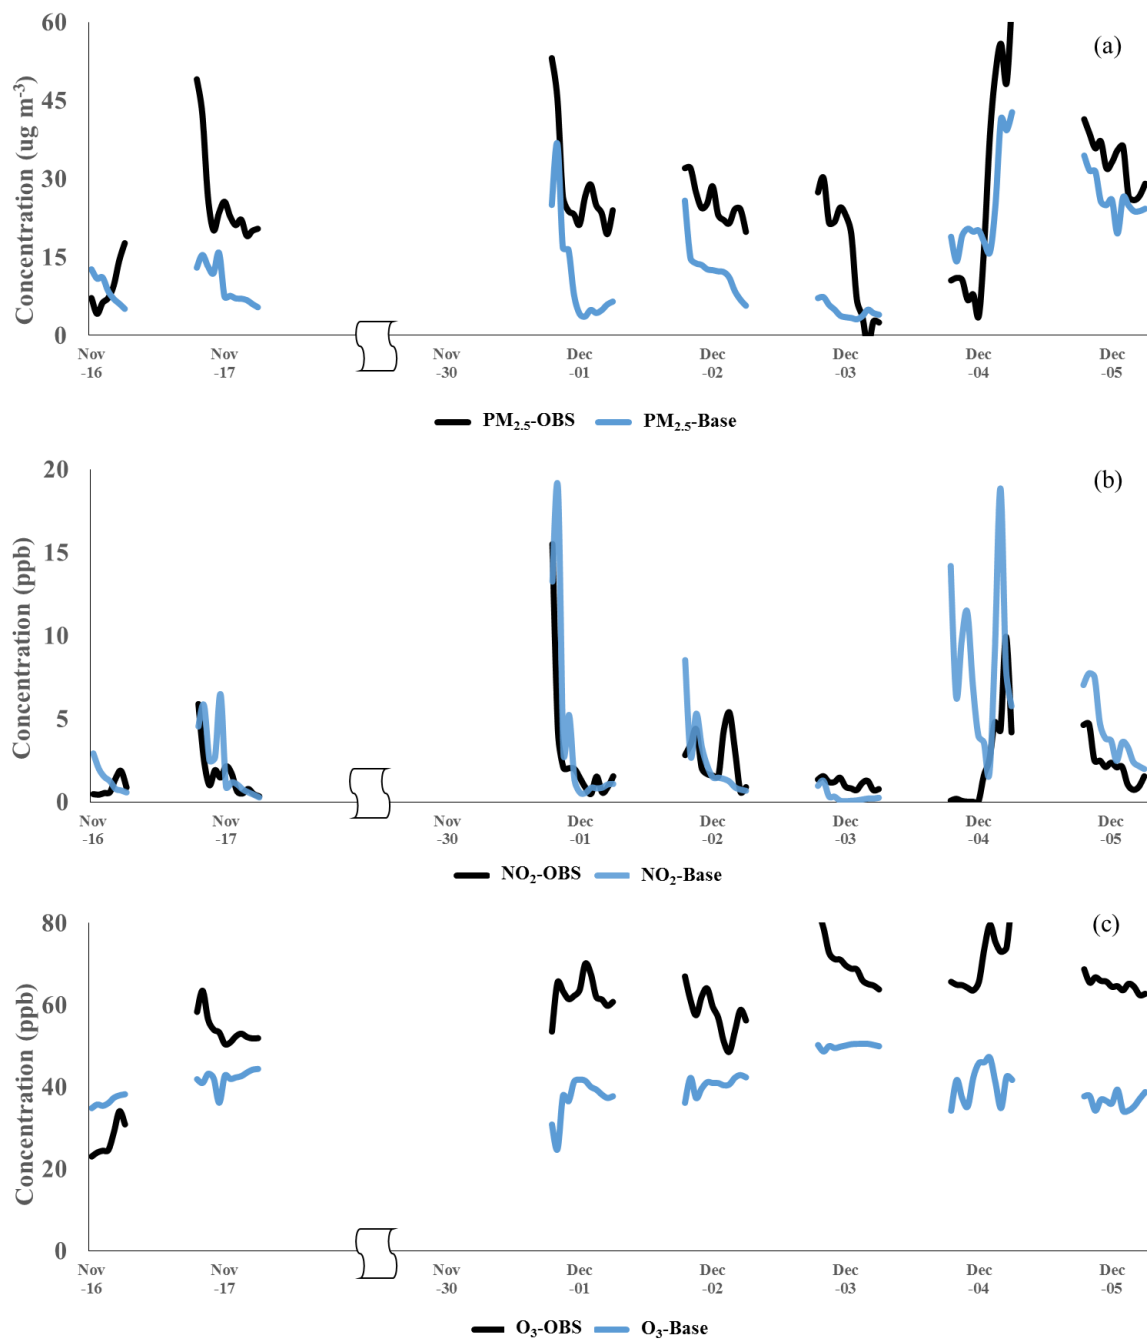 (a)
Concentration (ug m-3)
60
45
30
15
0
Nov Nov Nov Dec Dec Dec Dec Dec
-16 -17 -30 -01 -02 -03 -04 -05
PM2.5-OBS PM2.5-Base
(b)
Concentration (ppb)
20
15
10
5
0
Nov Nov Nov Dec Dec Dec Dec Dec
-16 -17 -30 -01 -02 -03 -04 -05
NO2-OBS NO2-Base
(c)
Concentration (ppb)
80
60
40
20
0
Nov Nov Nov Dec Dec Dec Dec Dec
-16 -17 -30 -01 -02 -03 -04 -05
O3-OBS O3-Base